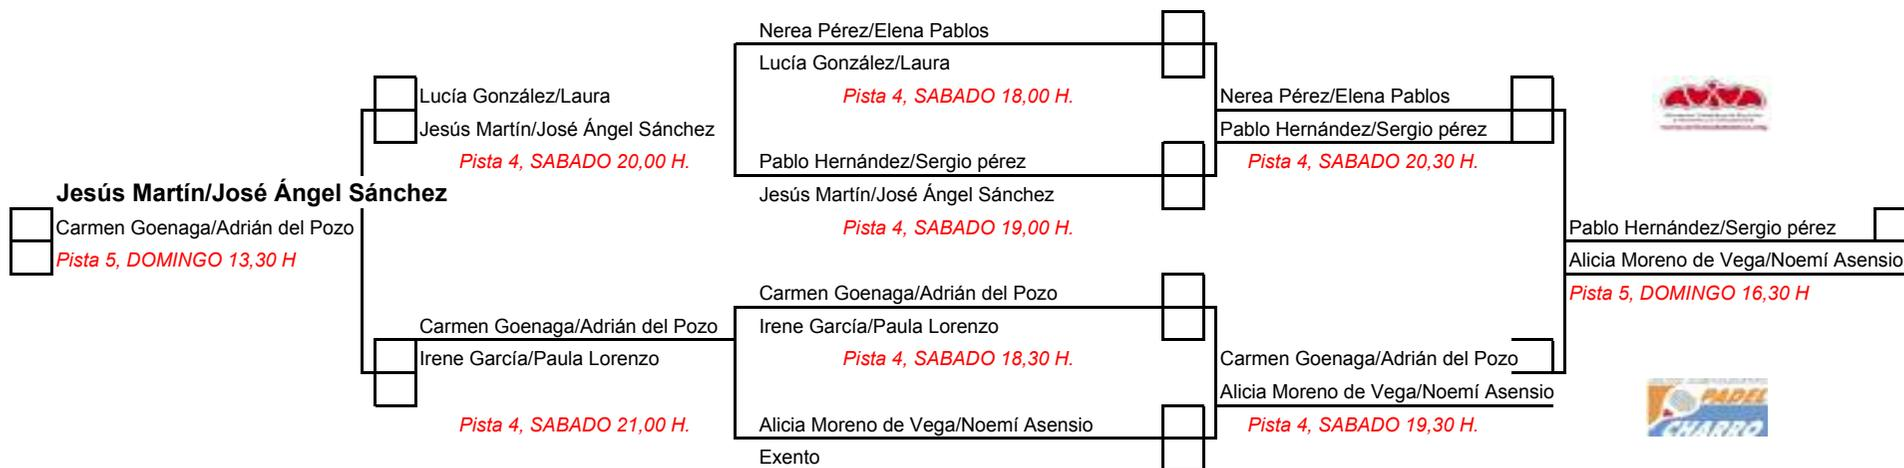 Nerea Pérez/Elena Pablos
Lucía González/Laura
Pista 4, SABADO 18,00 H.
Lucía González/Laura
Jesús Martín/José Ángel Sánchez
Pista 4, SABADO 20,00 H.
Nerea Pérez/Elena Pablos
Pablo Hernández/Sergio pérez
Pista 4, SABADO 20,30 H.
Pablo Hernández/Sergio pérez
Jesús Martín/José Ángel Sánchez
Pista 4, SABADO 19,00 H.
Jesús Martín/José Ángel Sánchez
Carmen Goenaga/Adrián del Pozo
Pista 5, DOMINGO 13,30 H
Pablo Hernández/Sergio pérez
Alicia Moreno de Vega/Noemí Asensio
Pista 5, DOMINGO 16,30 H
Carmen Goenaga/Adrián del Pozo
Irene García/Paula Lorenzo
Pista 4, SABADO 18,30 H.
Carmen Goenaga/Adrián del Pozo
Irene García/Paula Lorenzo
Pista 4, SABADO 21,00 H.
Carmen Goenaga/Adrián del Pozo
Alicia Moreno de Vega/Noemí Asensio
Pista 4, SABADO 19,30 H.
Alicia Moreno de Vega/Noemí Asensio
Exento
PADEL
CHARRO